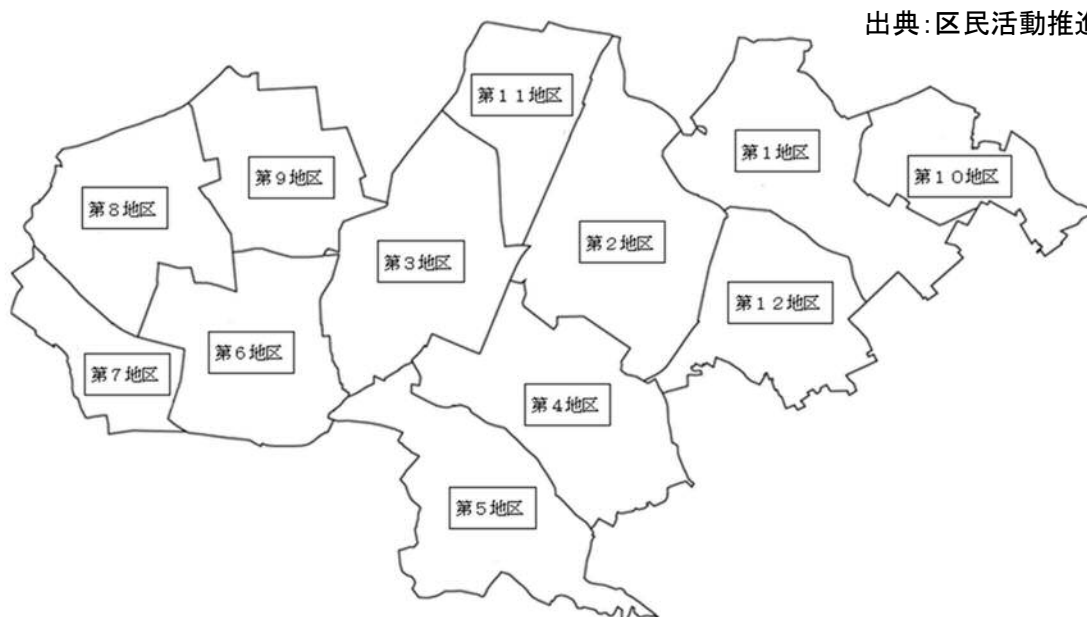 出典：区民活動推進
第１１地区
第１地区
第９地区
第１０地区
第８地区
第２地区
第３地区
第１２地区
第６地区
第７地区
第４地区
第５地区